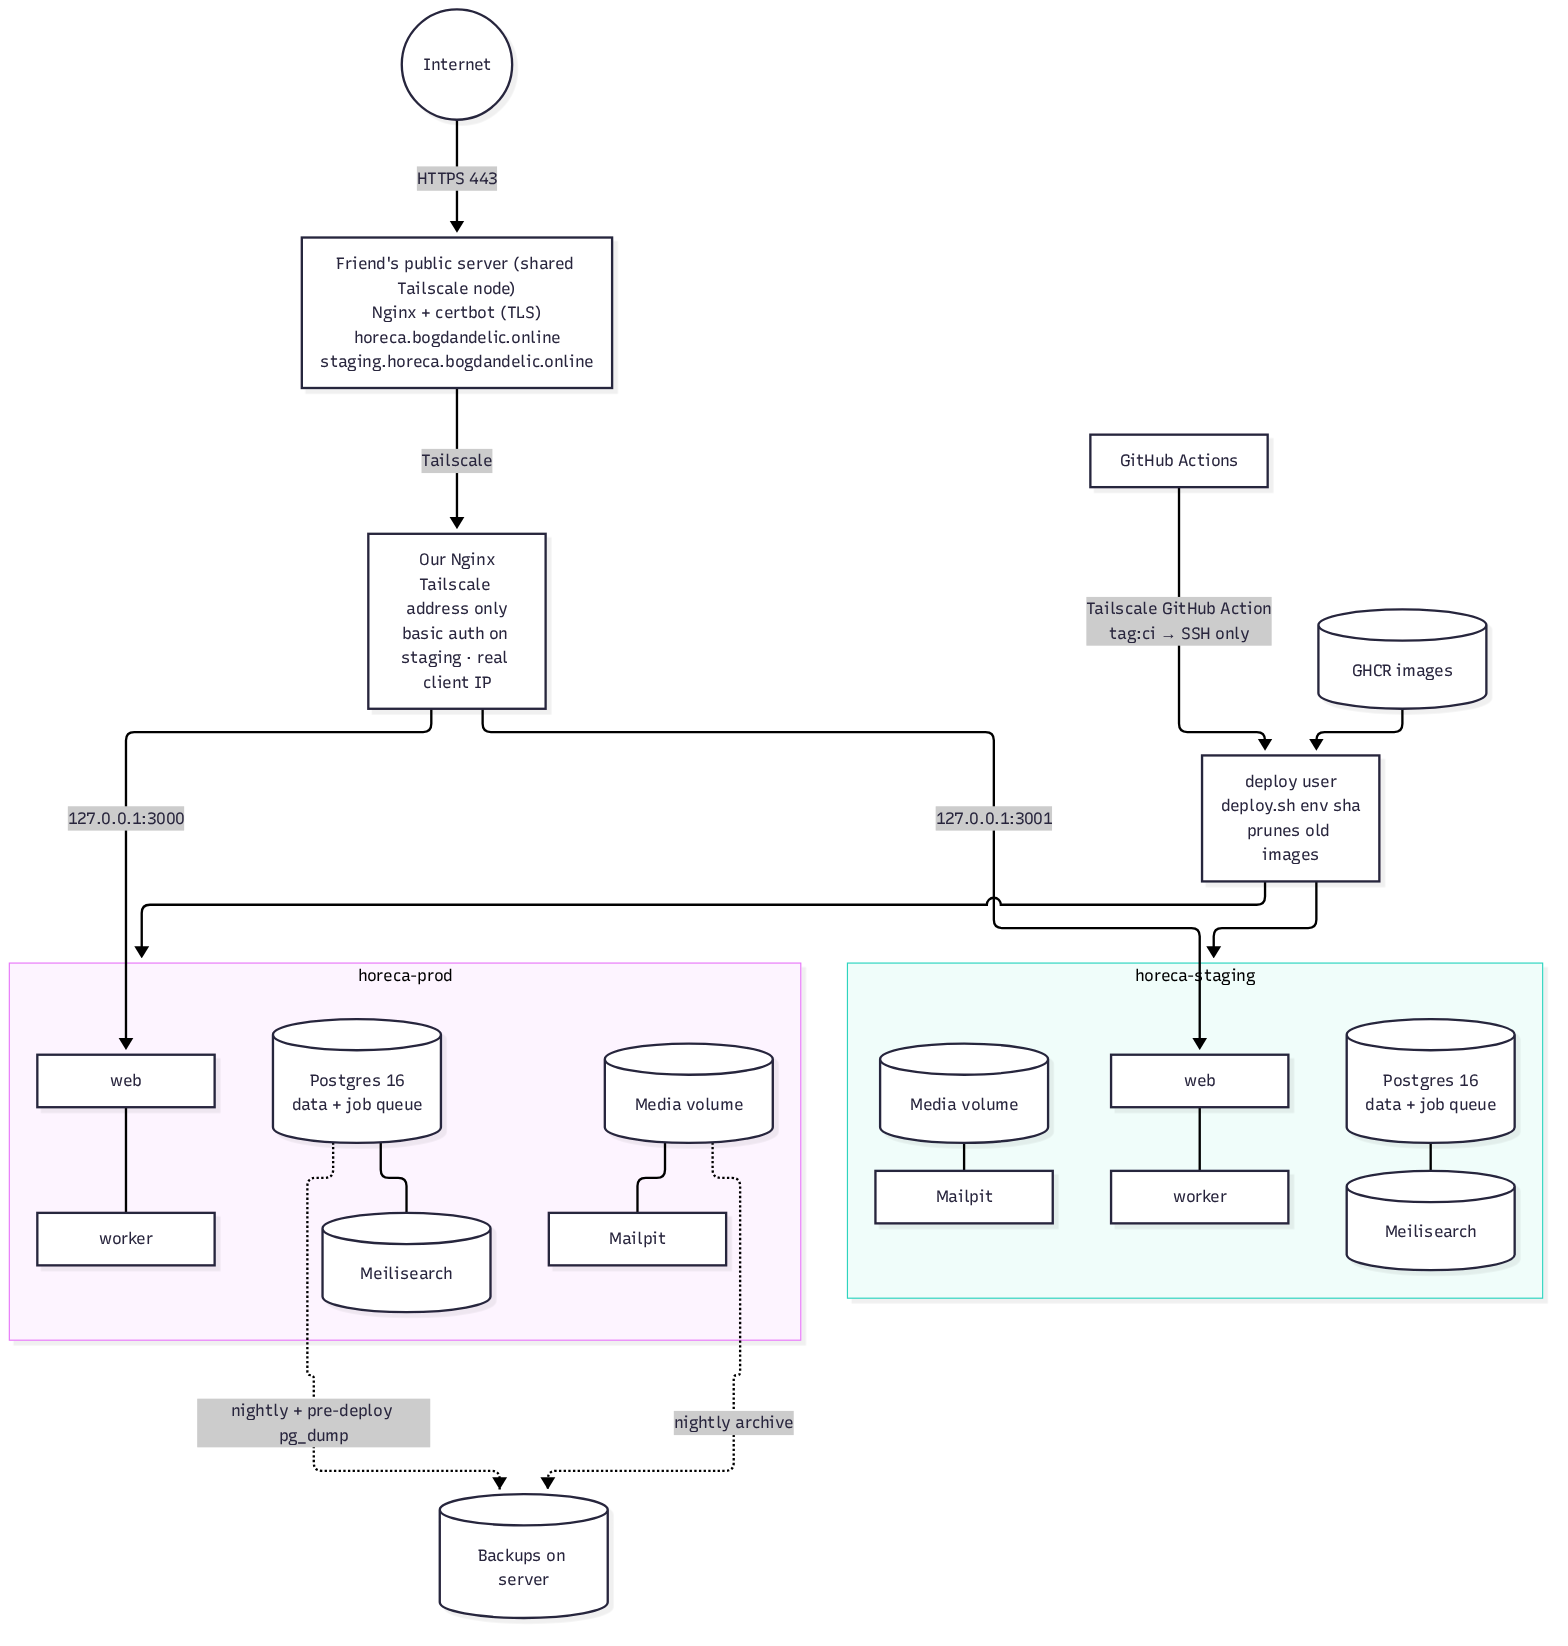 Internet
HTTPS 443
Friend's public server (shared
Tailscale node)
Nginx + certbot (TLS)
horeca.bogdandelic.online
staging.horeca.bogdandelic.online
Tailscale
GitHub Actions
Our Nginx
Tailscale
address only
basic auth on
staging · real
client IP
Tailscale GitHub Action
tag:ci → SSH only
GHCR images
127.0.0.1:3000
127.0.0.1:3001
deploy user
deploy.sh env sha
prunes old
images
horeca-prod
web
Postgres 16
data + job queue
Media volume
worker
Meilisearch
Mailpit
horeca-staging
Media volume
web
Postgres 16
data + job queue
Mailpit
worker
Meilisearch
nightly + pre-deploy
pg_dump
nightly archive
Backups on
server